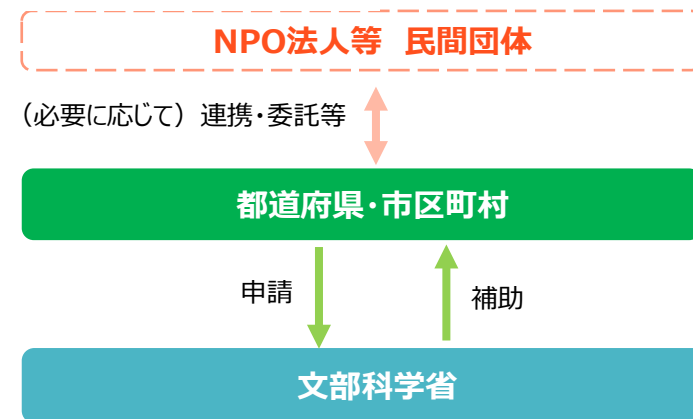 NPO法人等 民間団体
（必要に応じて）連携・委託等
都道府県・市区町村
申請
補助
文部科学省